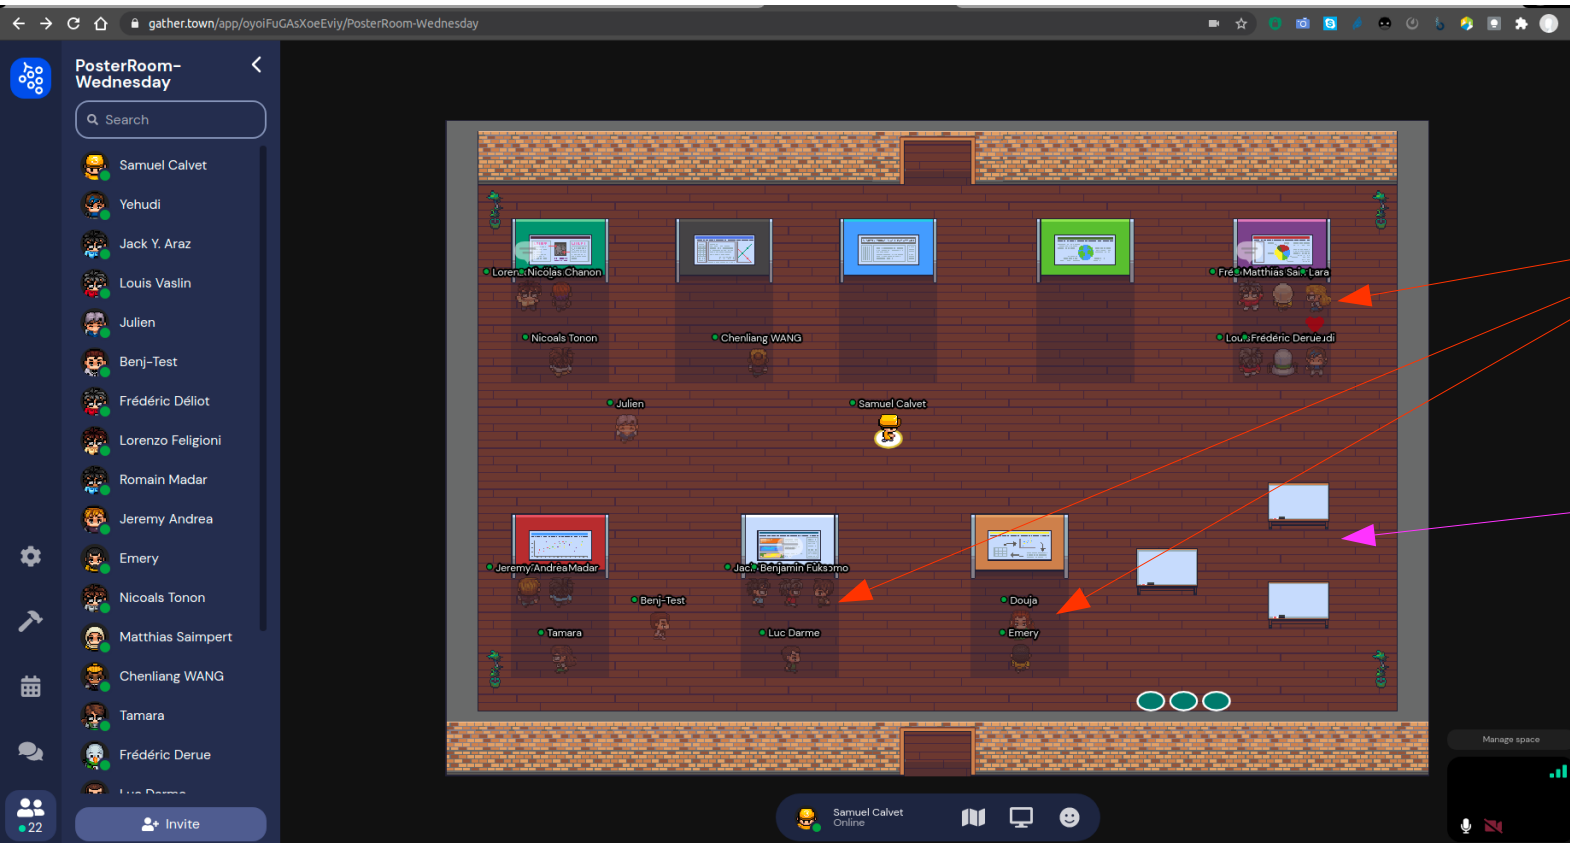 gather.town/app/oyoiFuGAsXoeEviy/PosterRoom-Wednesday
PosterRoom-
Wednesday
Search
Samuel Calvet
Yehudi
Jack Y. Araz
Louis Vaslin
Julien
Benj-Test
Frédéric Déliot
Lorenzo Feligioni
Romain Madar
Jeremy Andrea
Emery
Nicoals Tonon
Matthias Saimpert
Chenliang WANG
Tamara
Frédéric Derue
Luc Darme
22
Invite
Nicolas Chanon
Matthias Lara
Nicoals Tonon
Chenliang WANG
Frédéric Derue
Julien
Samuel Calvet
Jeremy Andrea Madar
Benjamin Fuks
Benj-Test
Douja
Tamara
Luc Darme
Emery
Manage space
Samuel Calvet
Online